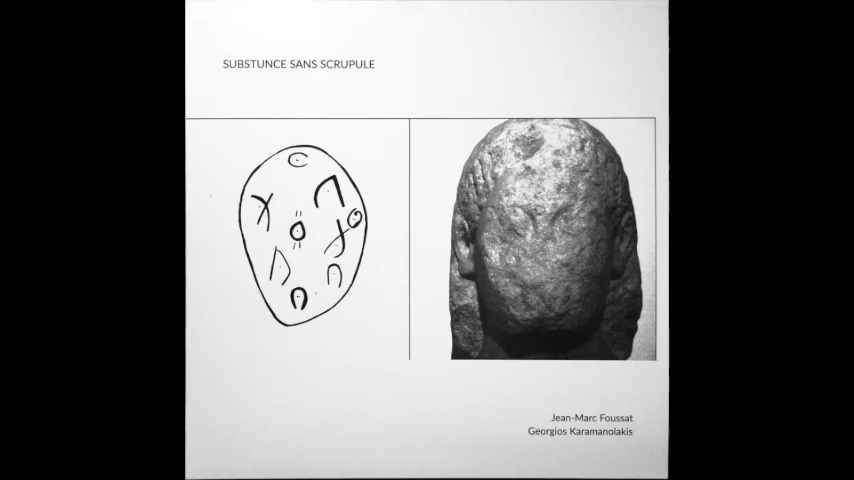 SUBSTUNCE SANS SCRUPULE
Jean-Marc Foussat
Georgios Karamanolakis